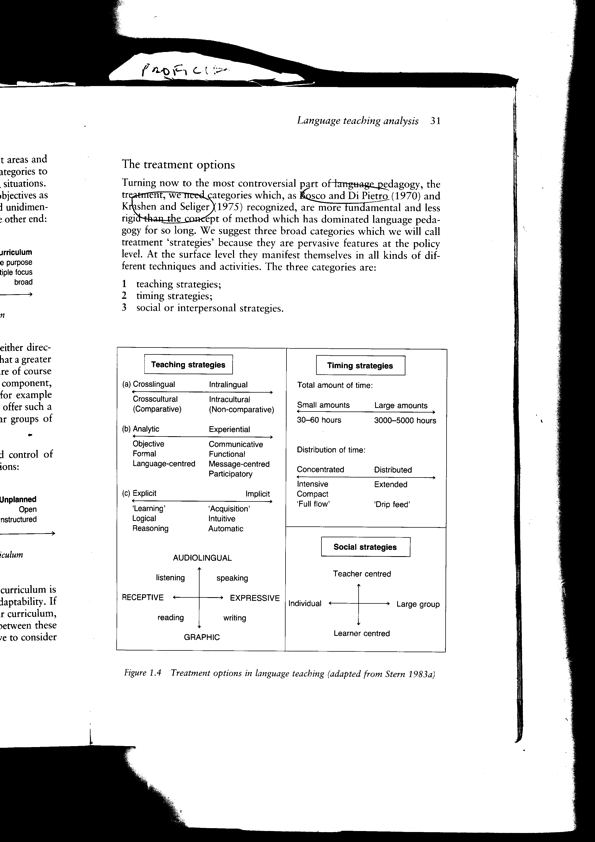 PROFICIE
Language teaching analysis 31
t areas and
ategories to
situations.
bjectives as
d unidimen-
e other end:
urriculum
e purpose
tiple focus
broad
m
either direc-
hat a greater
re of course
component,
for example
offer such a
ar groups of
d control of
ions:
Unplanned
Open
nstructured
iculum
curriculum is
daptability. If
r curriculum,
between these
ve to consider
The treatment options
Turning now to the most controversial part of language pedagogy, the
treatment, we need categories which, as Bosco and Di Pietro (1970) and
Krashen and Seliger (1975) recognized, are more fundamental and less
rigid than the concept of method which has dominated language peda-
gogy for so long. We suggest three broad categories which we will call
treatment 'strategies' because they are pervasive features at the policy
level. At the surface level they manifest themselves in all kinds of dif-
ferent techniques and activities. The three categories are:
1 teaching strategies;
2 timing strategies;
3 social or interpersonal strategies.
Teaching strategies
(a) Crosslingual Intralingual
Crosscultural Intracultural
(Comparative) (Non-comparative)
(b) Analytic Experiential
Objective Communicative
Formal Functional
Language-centred Message-centred
Participatory
(c) Explicit Implicit
'Learning' 'Acquisition'
Logical Intuitive
Reasoning Automatic
AUDIOLINGUAL
listening speaking
RECEPTIVE EXPRESSIVE
reading writing
GRAPHIC
Timing strategies
Total amount of time:
Small amounts Large amounts
30–60 hours 3000–5000 hours
Distribution of time:
Concentrated Distributed
Intensive Extended
Compact
'Full flow' 'Drip feed'
Social strategies
Teacher centred
Individual Large group
Learner centred
Figure 1.4 Treatment options in language teaching (adapted from Stern 1983a)